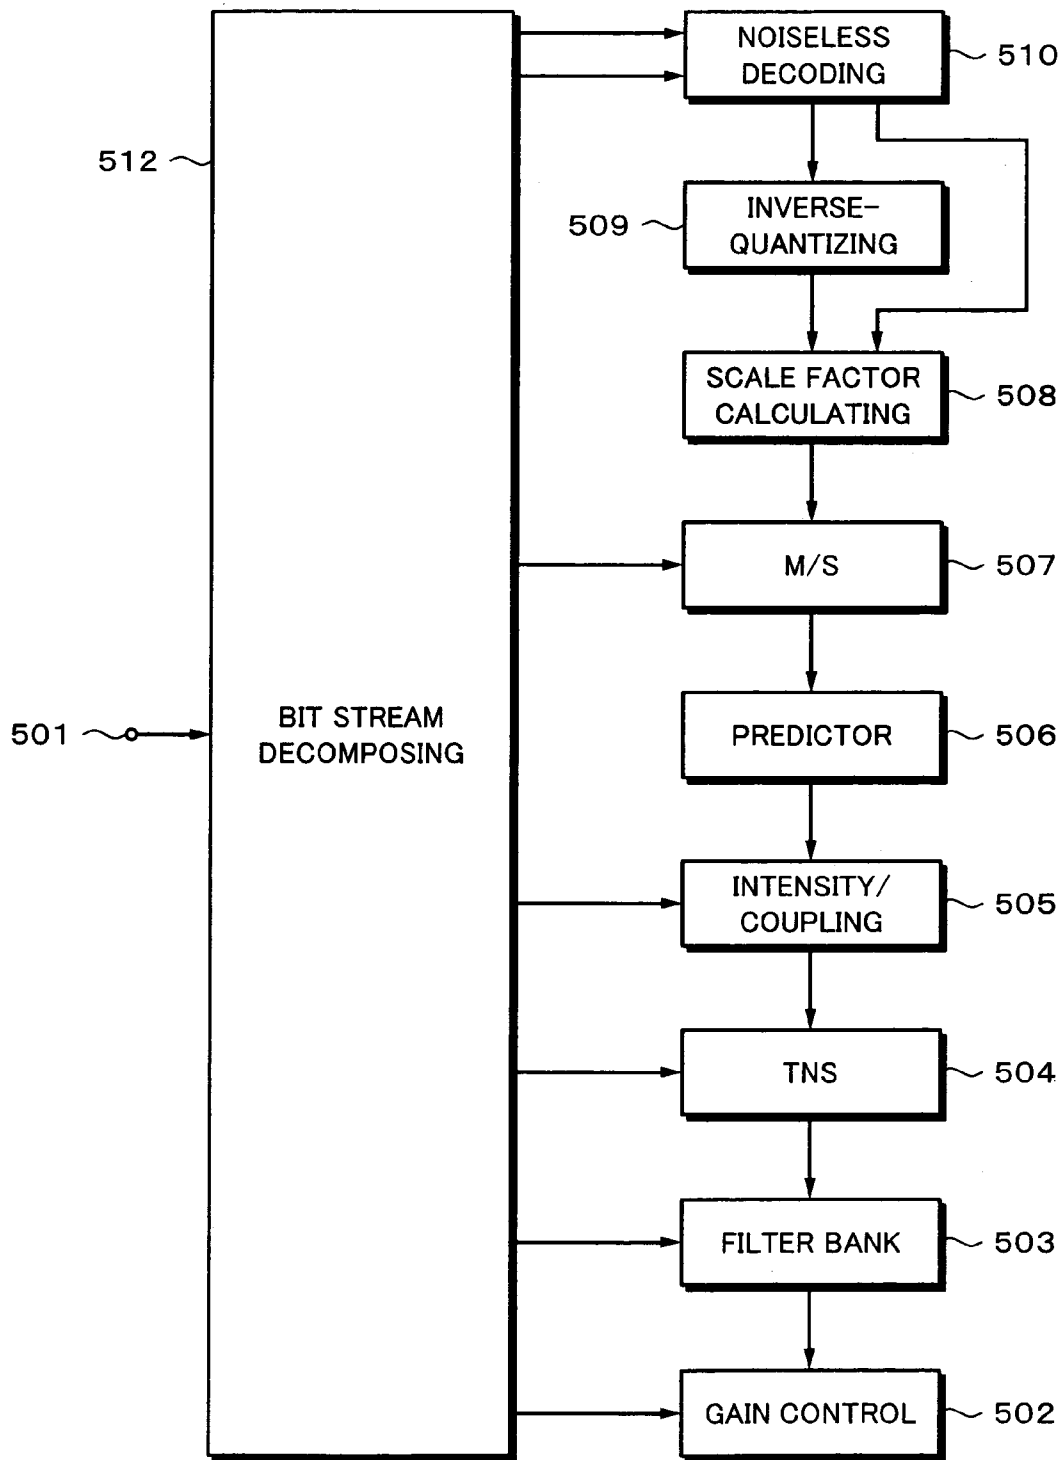 NOISELESS
DECODING
510
512
INVERSE-
QUANTIZING
509
SCALE FACTOR
CALCULATING
508
M/S
507
501
BIT STREAM
DECOMPOSING
PREDICTOR
506
INTENSITY/
COUPLING
505
TNS
504
FILTER BANK
503
GAIN CONTROL
502